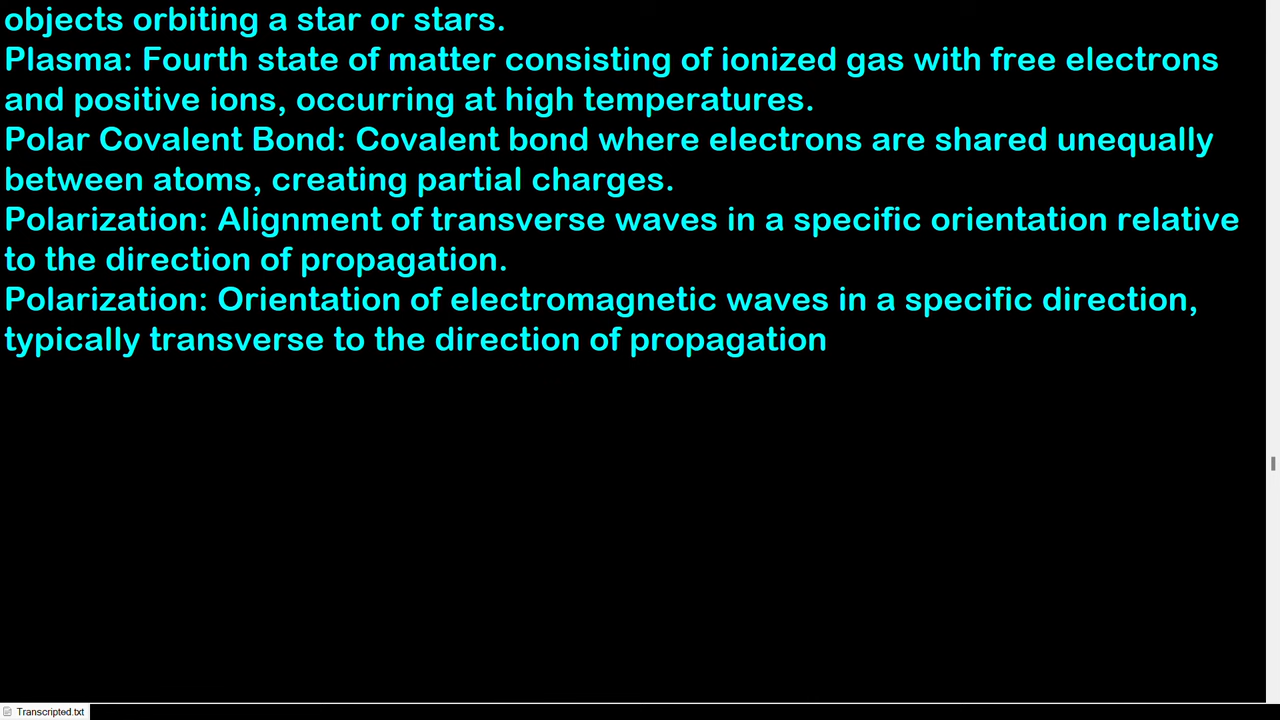 objects orbiting a star or stars.
Plasma: Fourth state of matter consisting of ionized gas with free electrons
and positive ions, occurring at high temperatures.
Polar Covalent Bond: Covalent bond where electrons are shared unequally
between atoms, creating partial charges.
Polarization: Alignment of transverse waves in a specific orientation relative
to the direction of propagation.
Polarization: Orientation of electromagnetic waves in a specific direction,
typically transverse to the direction of propagation
Transcripted.txt